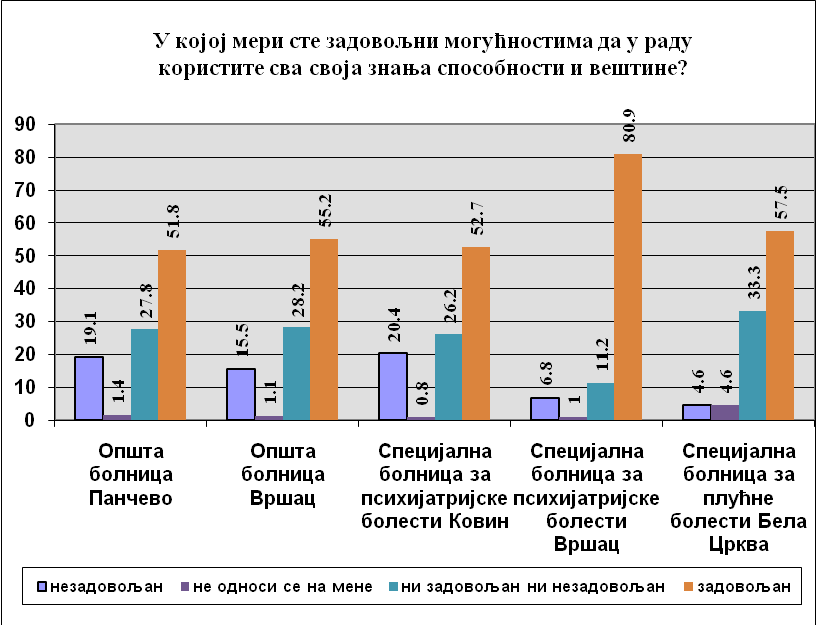 У којој мери сте задовољни могућностима да у раду
користите сва своја знања способности и вештине?
90
80
70
60
50
40
30
20
10
0
19.1
1.4
27.8
51.8
15.5
1.1
28.2
55.2
20.4
0.8
26.2
52.7
6.8
1
11.2
80.9
4.6
4.6
33.3
57.5
Општа
болница
Панчево
Општа
болница
Вршац
Специјална
болница за
психијатријске
болести Ковин
Специјална
болница за
психијатријске
болести
Вршац
Специјална
болница за
плућне
болести Бела
Црква
незадовољан
не односи се на мене
ни задовољан ни незадовољан
задовољан